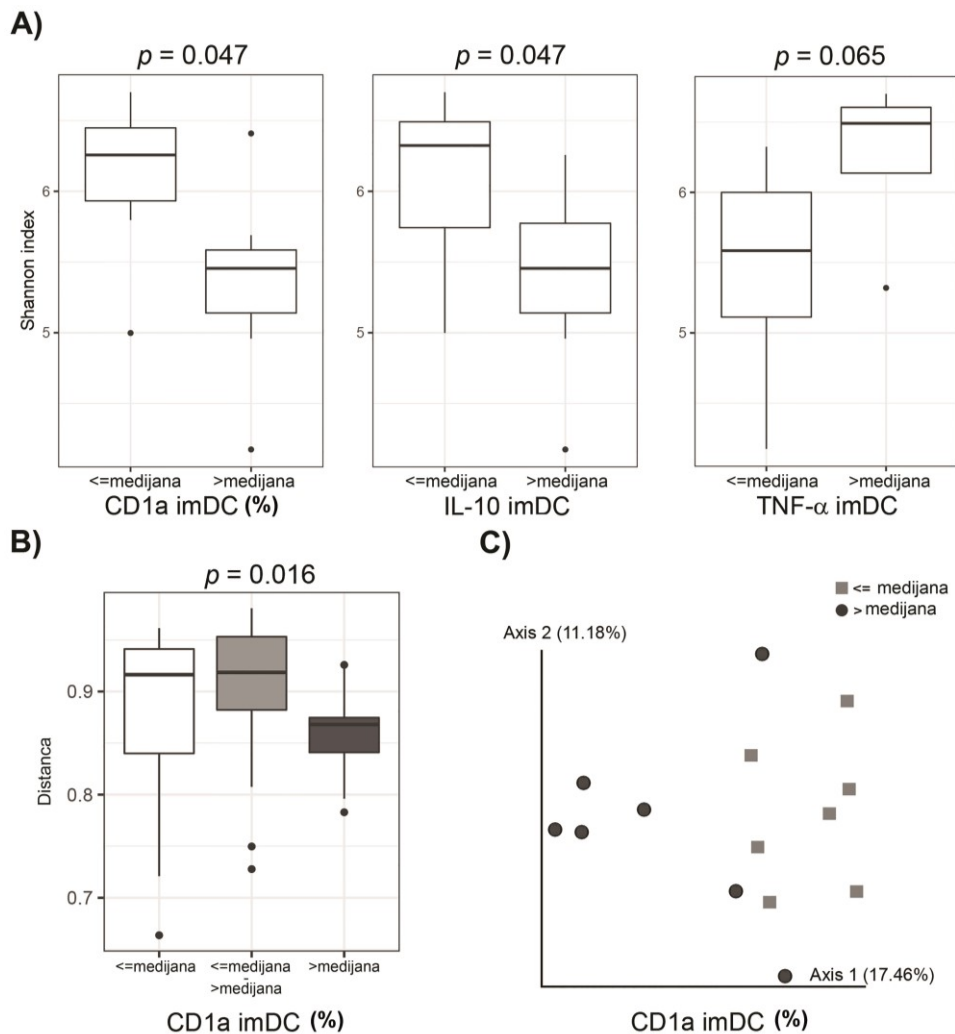 A)
p = 0.047
p = 0.047
p = 0.065
Shannon index
6
5
6
5
6
5
<=medijana >medijana
<=medijana >medijana
<=medijana >medijana
CD1a imDC (%)
IL-10 imDC
TNF-α imDC
B)
p = 0.016
Distanca
0.9
0.8
0.7
<=medijana
<=medijana
-
>medijana
>medijana
CD1a imDC (%)
C)
<= medijana
> medijana
Axis 2 (11.18%)
Axis 1 (17.46%)
CD1a imDC (%)